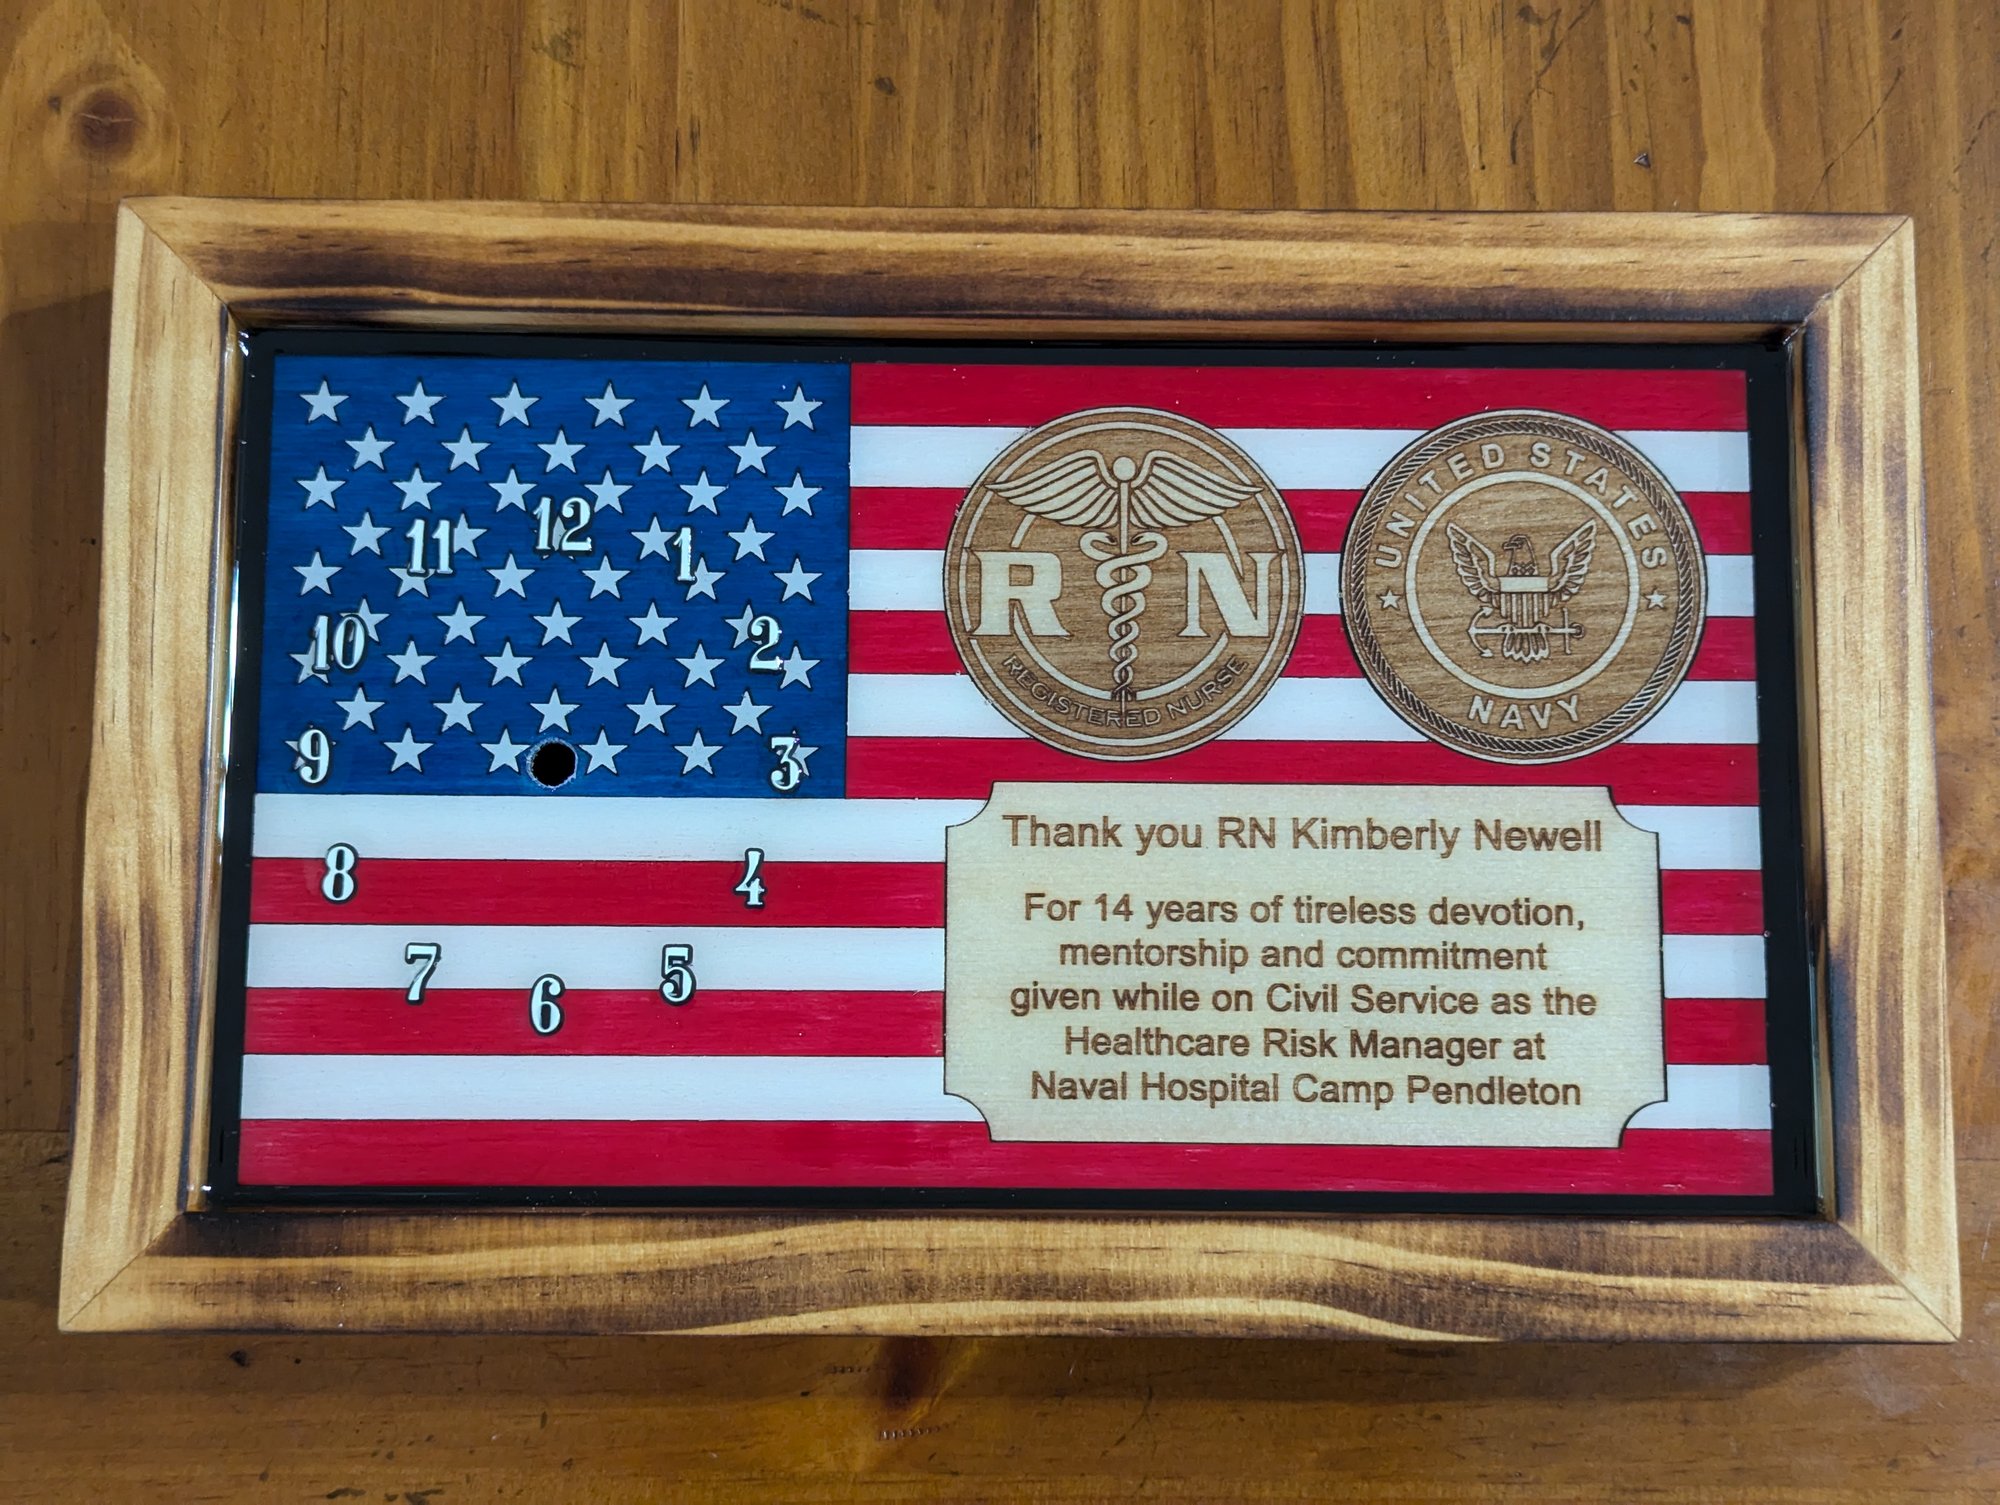 12
11
1
10
2
9
3
8
4
7
5
6
RN
REGISTERED NURSE
UNITED STATES
NAVY
Thank you RN Kimberly Newell
For 14 years of tireless devotion,
mentorship and commitment
given while on Civil Service as the
Healthcare Risk Manager at
Naval Hospital Camp Pendleton